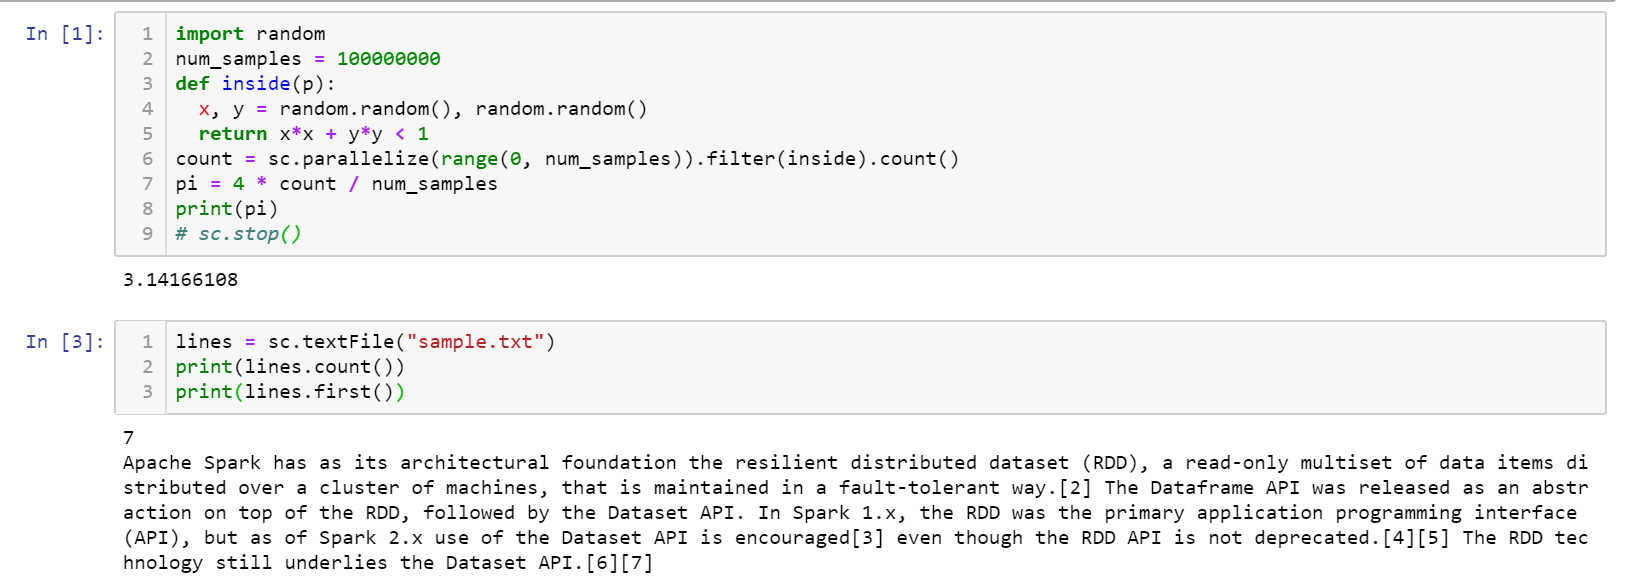 In [1]:
1 import random
2 num_samples = 100000000
3 def inside(p):
4   x, y = random.random(), random.random()
5   return x*x + y*y < 1
6 count = sc.parallelize(range(0, num_samples)).filter(inside).count()
7 pi = 4 * count / num_samples
8 print(pi)
9 # sc.stop()
3.14166108
In [3]:
1 lines = sc.textFile("sample.txt")
2 print(lines.count())
3 print(lines.first())
7
Apache Spark has as its architectural foundation the resilient distributed dataset (RDD), a read-only multiset of data items di
stributed over a cluster of machines, that is maintained in a fault-tolerant way.[2] The Dataframe API was released as an abstr
action on top of the RDD, followed by the Dataset API. In Spark 1.x, the RDD was the primary application programming interface
(API), but as of Spark 2.x use of the Dataset API is encouraged[3] even though the RDD API is not deprecated.[4][5] The RDD tec
hnology still underlies the Dataset API.[6][7]